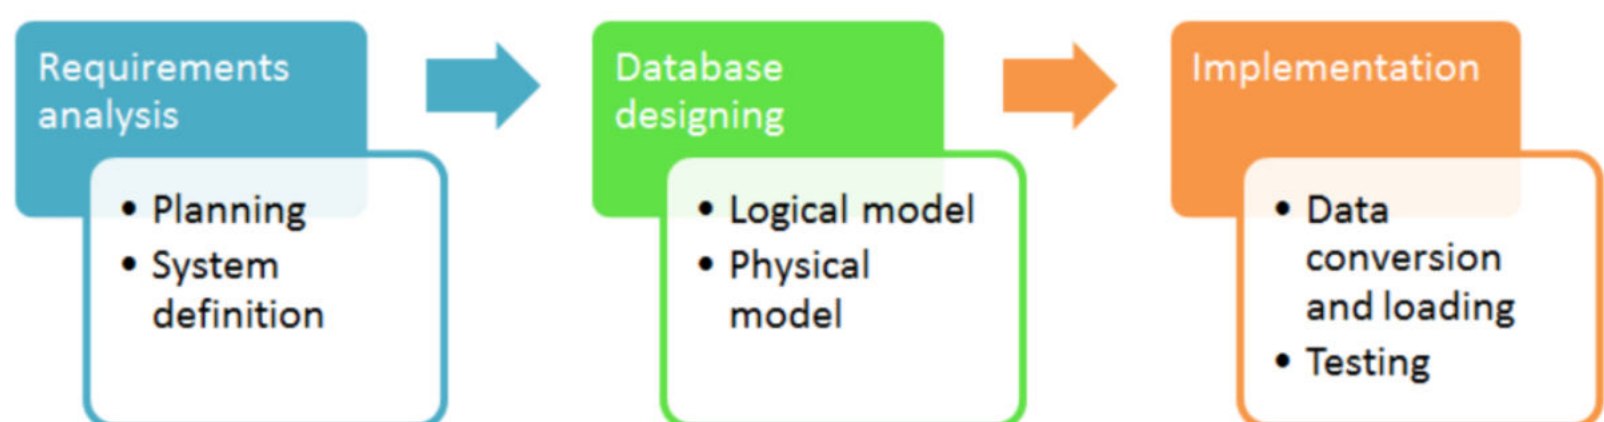 Requirements
analysis
• Planning
• System
definition
Database
designing
• Logical model
• Physical
model
Implementation
• Data
conversion
and loading
• Testing